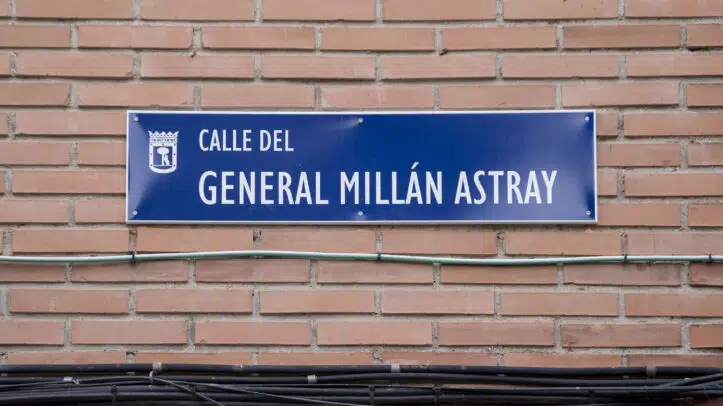 CALLE DEL
GENERAL MILLÁN ASTRAY